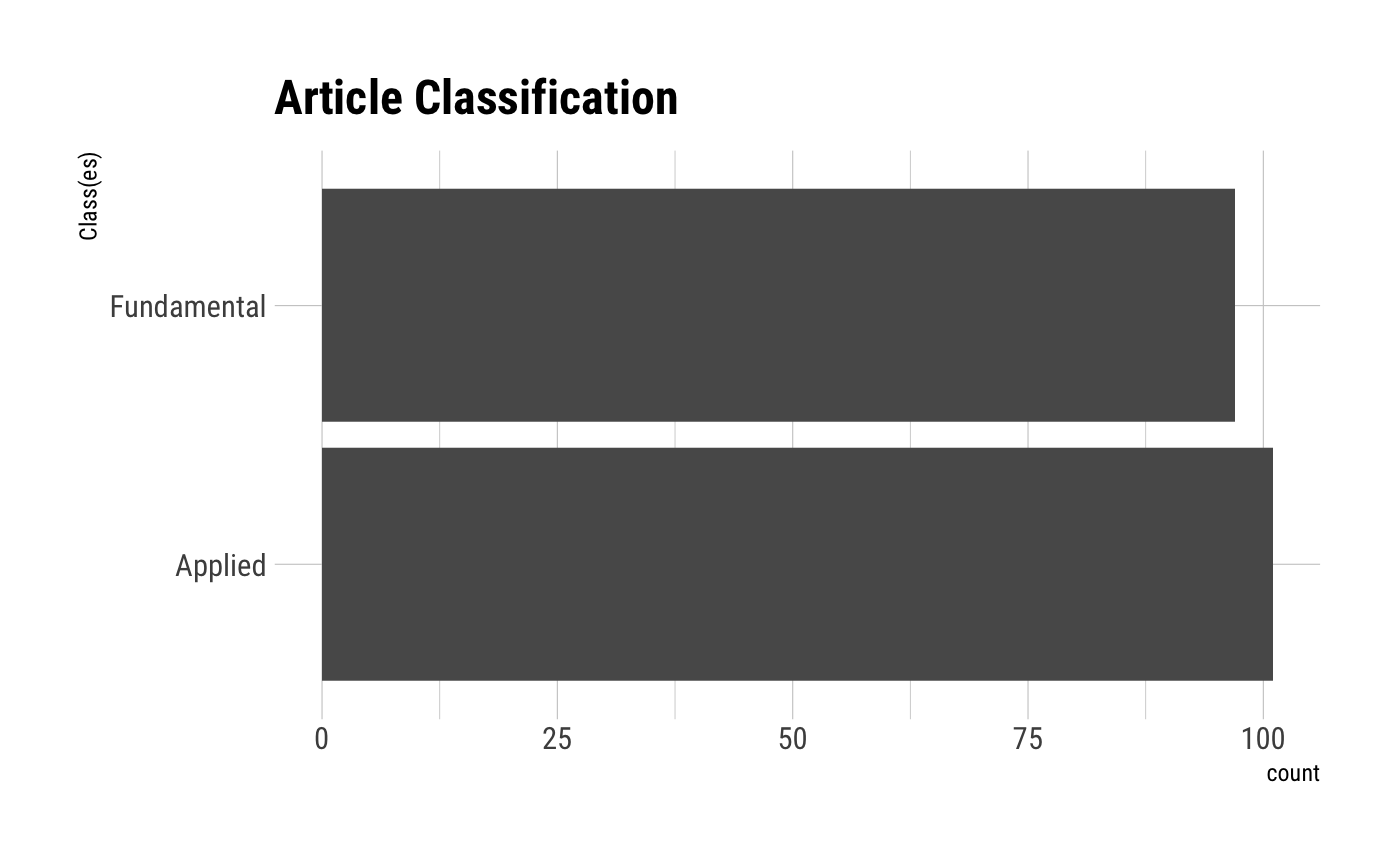 Article Classification
Class(es)
Fundamental
Applied
0 25 50 75 100
count